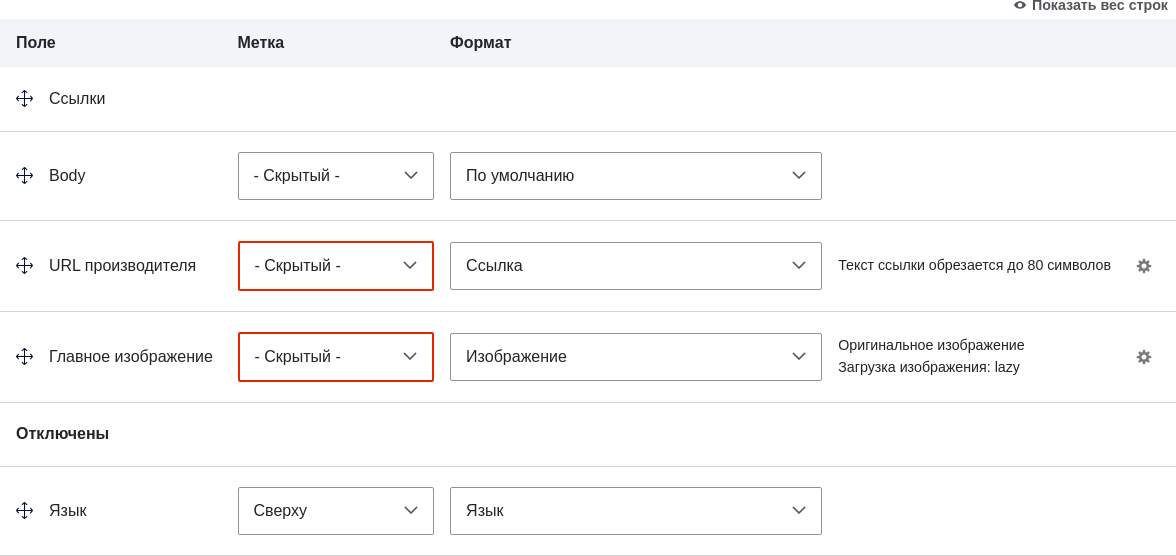 Показать вес строк
Поле Метка Формат
Ссылки
Body - Скрытый - По умолчанию
URL производителя - Скрытый - Ссылка Текст ссылки обрезается до 80 символов
Главное изображение - Скрытый - Изображение Оригинальное изображение
Загрузка изображения: lazy
Отключены
Язык Сверху Язык